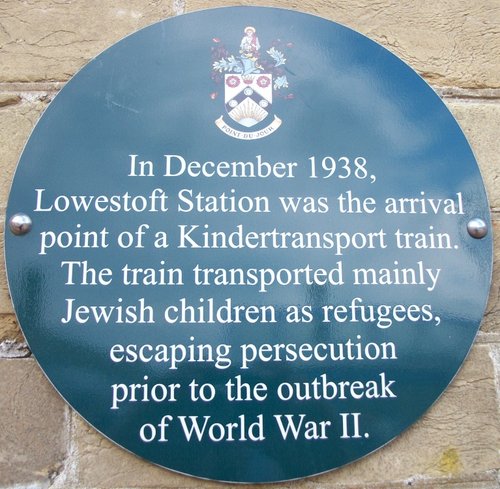 POINT DU JOUR
In December 1938,
Lowestoft Station was the arrival
point of a Kindertransport train.
The train transported mainly
Jewish children as refugees,
escaping persecution
prior to the outbreak
of World War II.